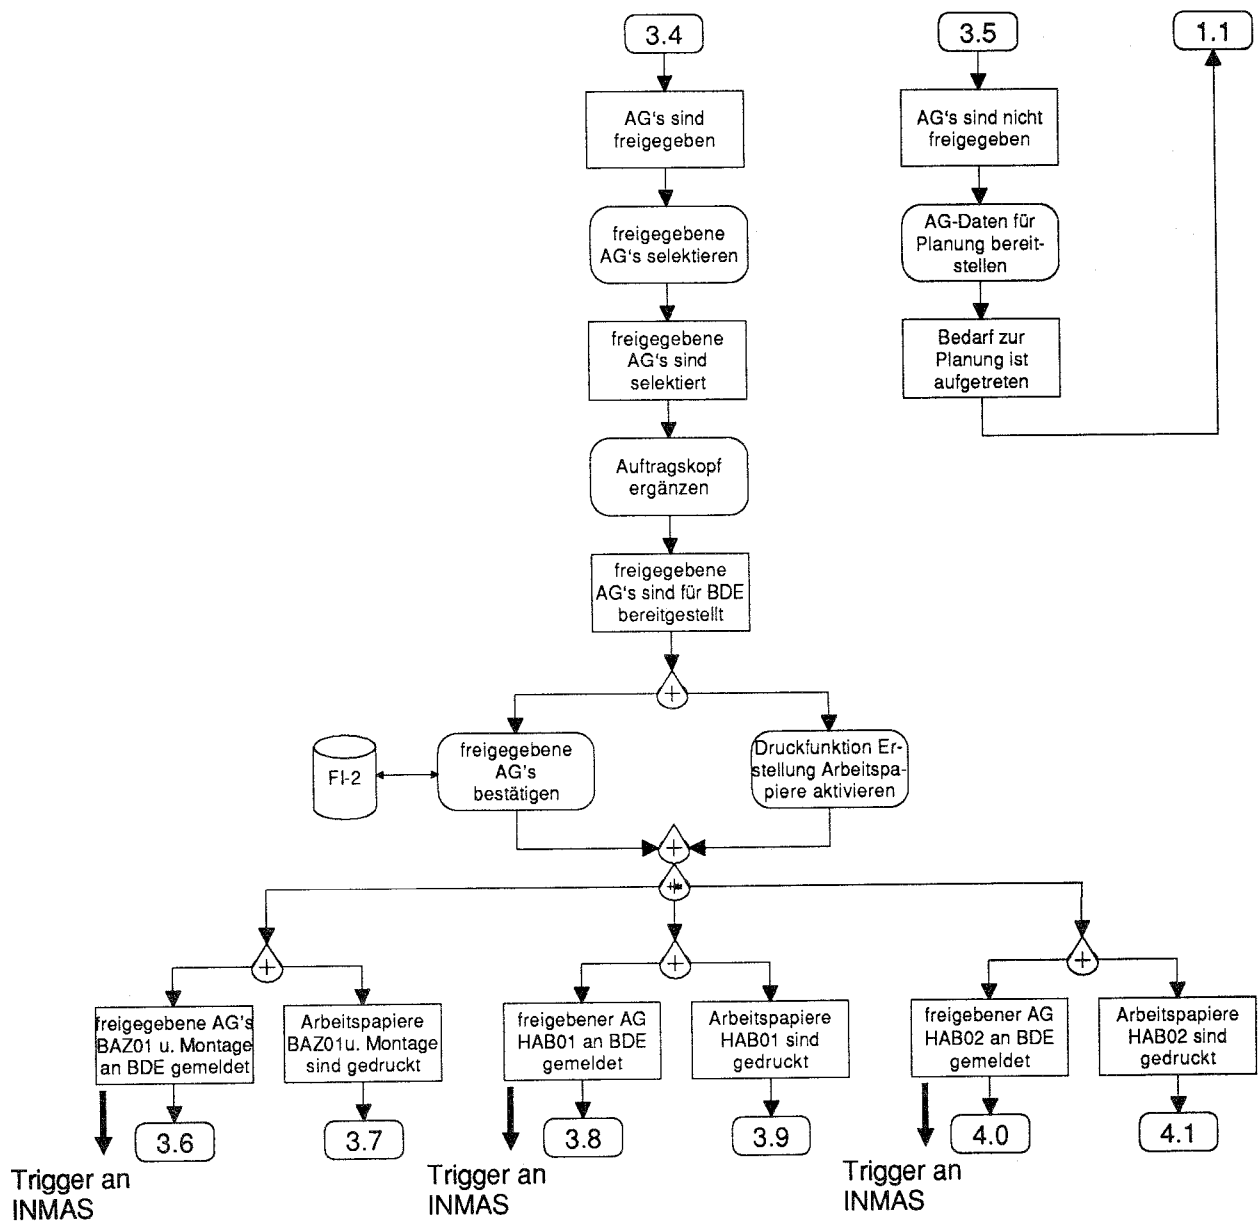 3.4
3.5
1.1
AG's sind
freigegeben
AG's sind nicht
freigegeben
freigegebene
AG's selektieren
AG-Daten für
Planung bereit-
stellen
freigegebene
AG's sind
selektiert
Bedarf zur
Planung ist
aufgetreten
Auftragskopf
ergänzen
freigegebene
AG's sind für BDE
bereitgestellt
+
FI-2
freigegebene
AG's
bestätigen
Druckfunktion Er-
stellung Arbeitspa-
piere aktivieren
+
+
+
+
+
freigegebene AG's
BAZ01 u. Montage
an BDE gemeldet
Arbeitspapiere
BAZ01u. Montage
sind gedruckt
freigebener AG
HAB01 an BDE
gemeldet
Arbeitspapiere
HAB01 sind
gedruckt
freigebener AG
HAB02 an BDE
gemeldet
Arbeitspapiere
HAB02 sind
gedruckt
3.6
3.7
3.8
3.9
4.0
4.1
Trigger an
INMAS
Trigger an
INMAS
Trigger an
INMAS